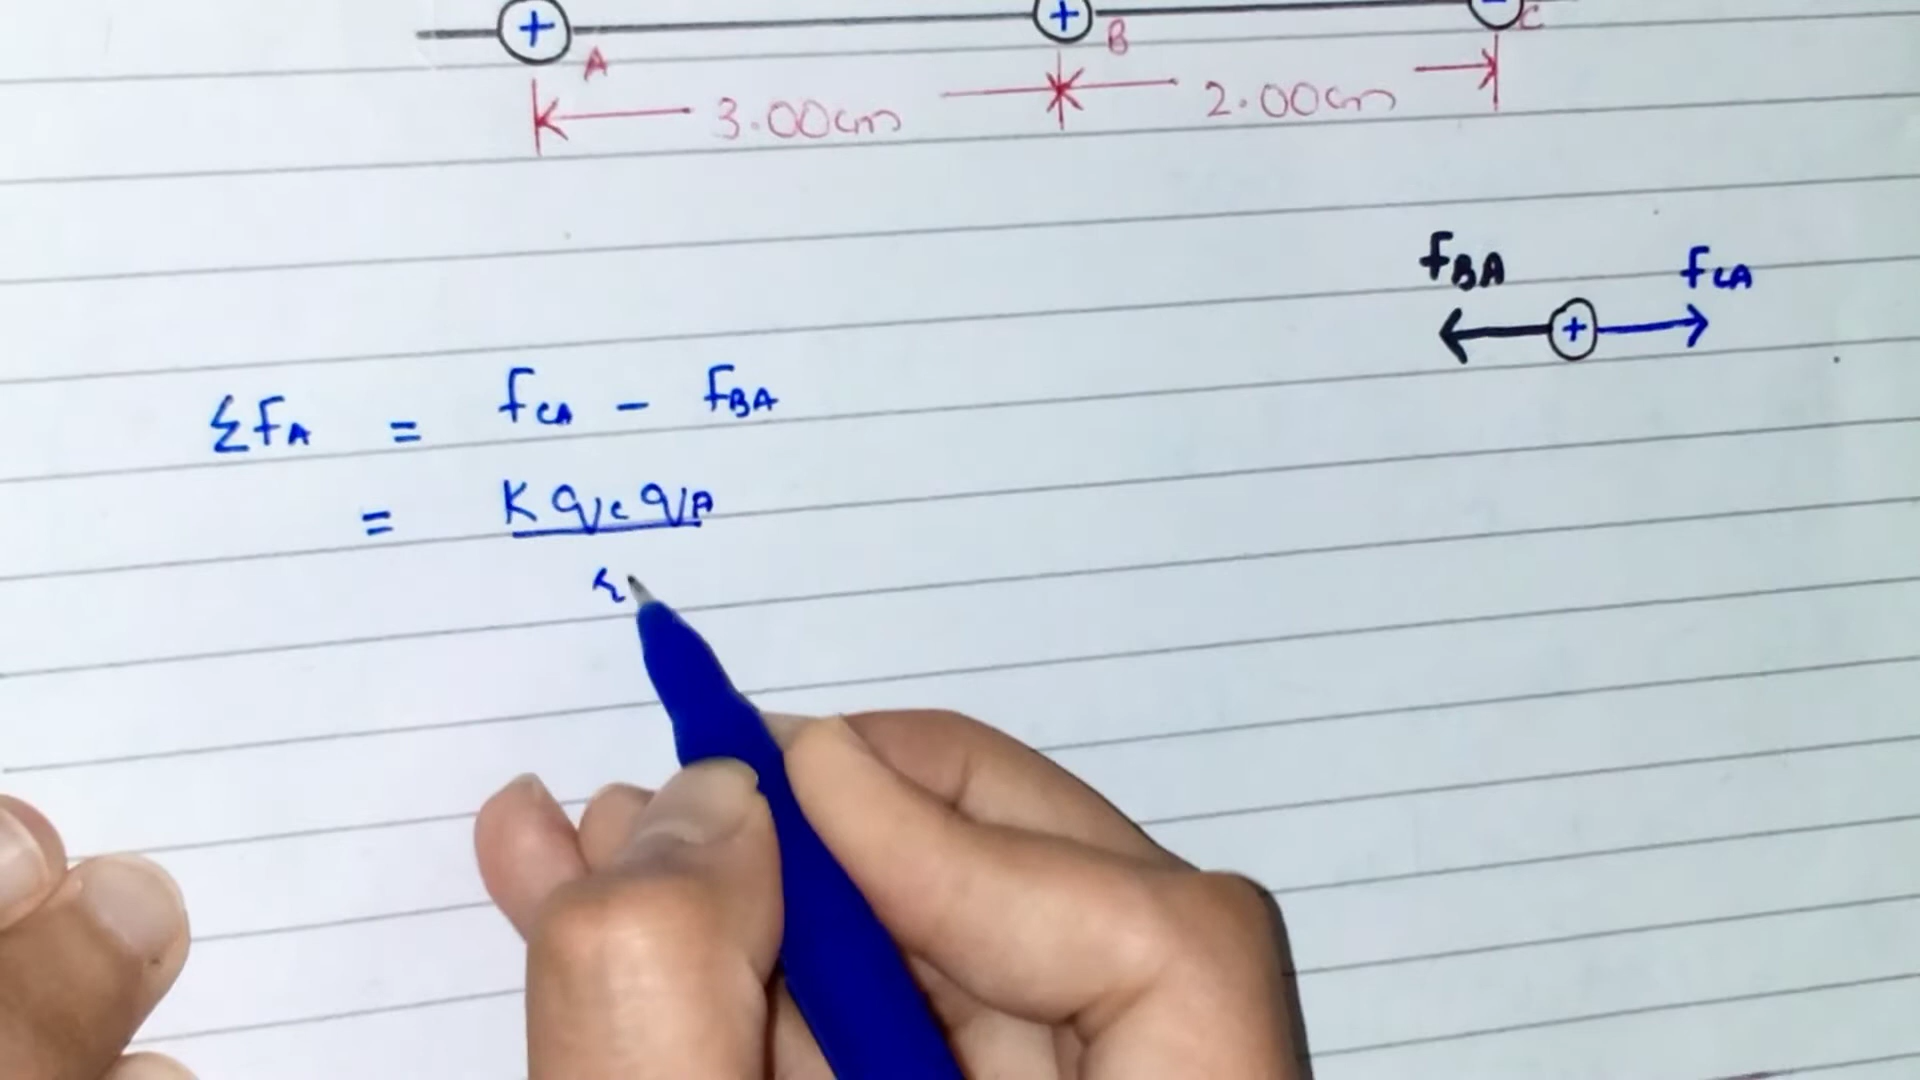 + + -
A B C
3.00cm 2.00cm
fBA fCA
+
ΣfA = fCA - fBA
= K qc qA
r